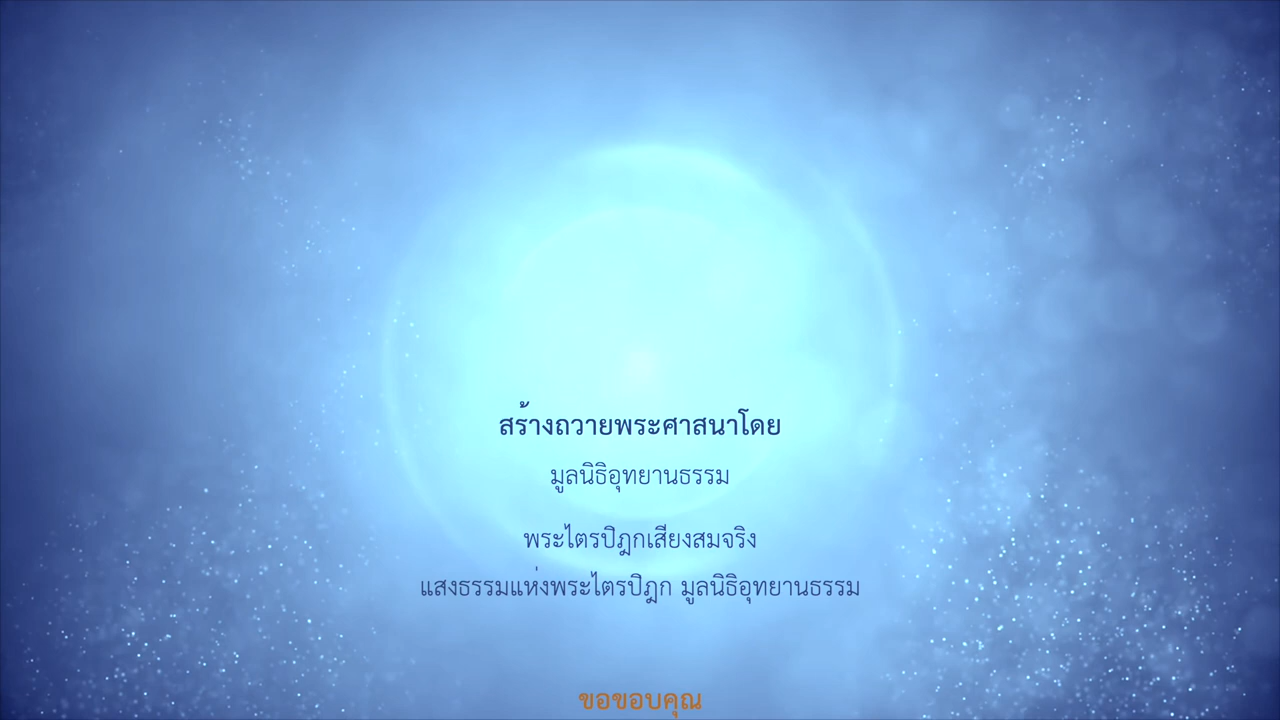 สร้างถวายพระศาสนาโดย
มูลนิธิอุทยานธรรม
พระไตรปิฎกเสียงสมจริง
แสงธรรมแห่งพระไตรปิฎก มูลนิธิอุทยานธรรม
ขอขอบคุณ